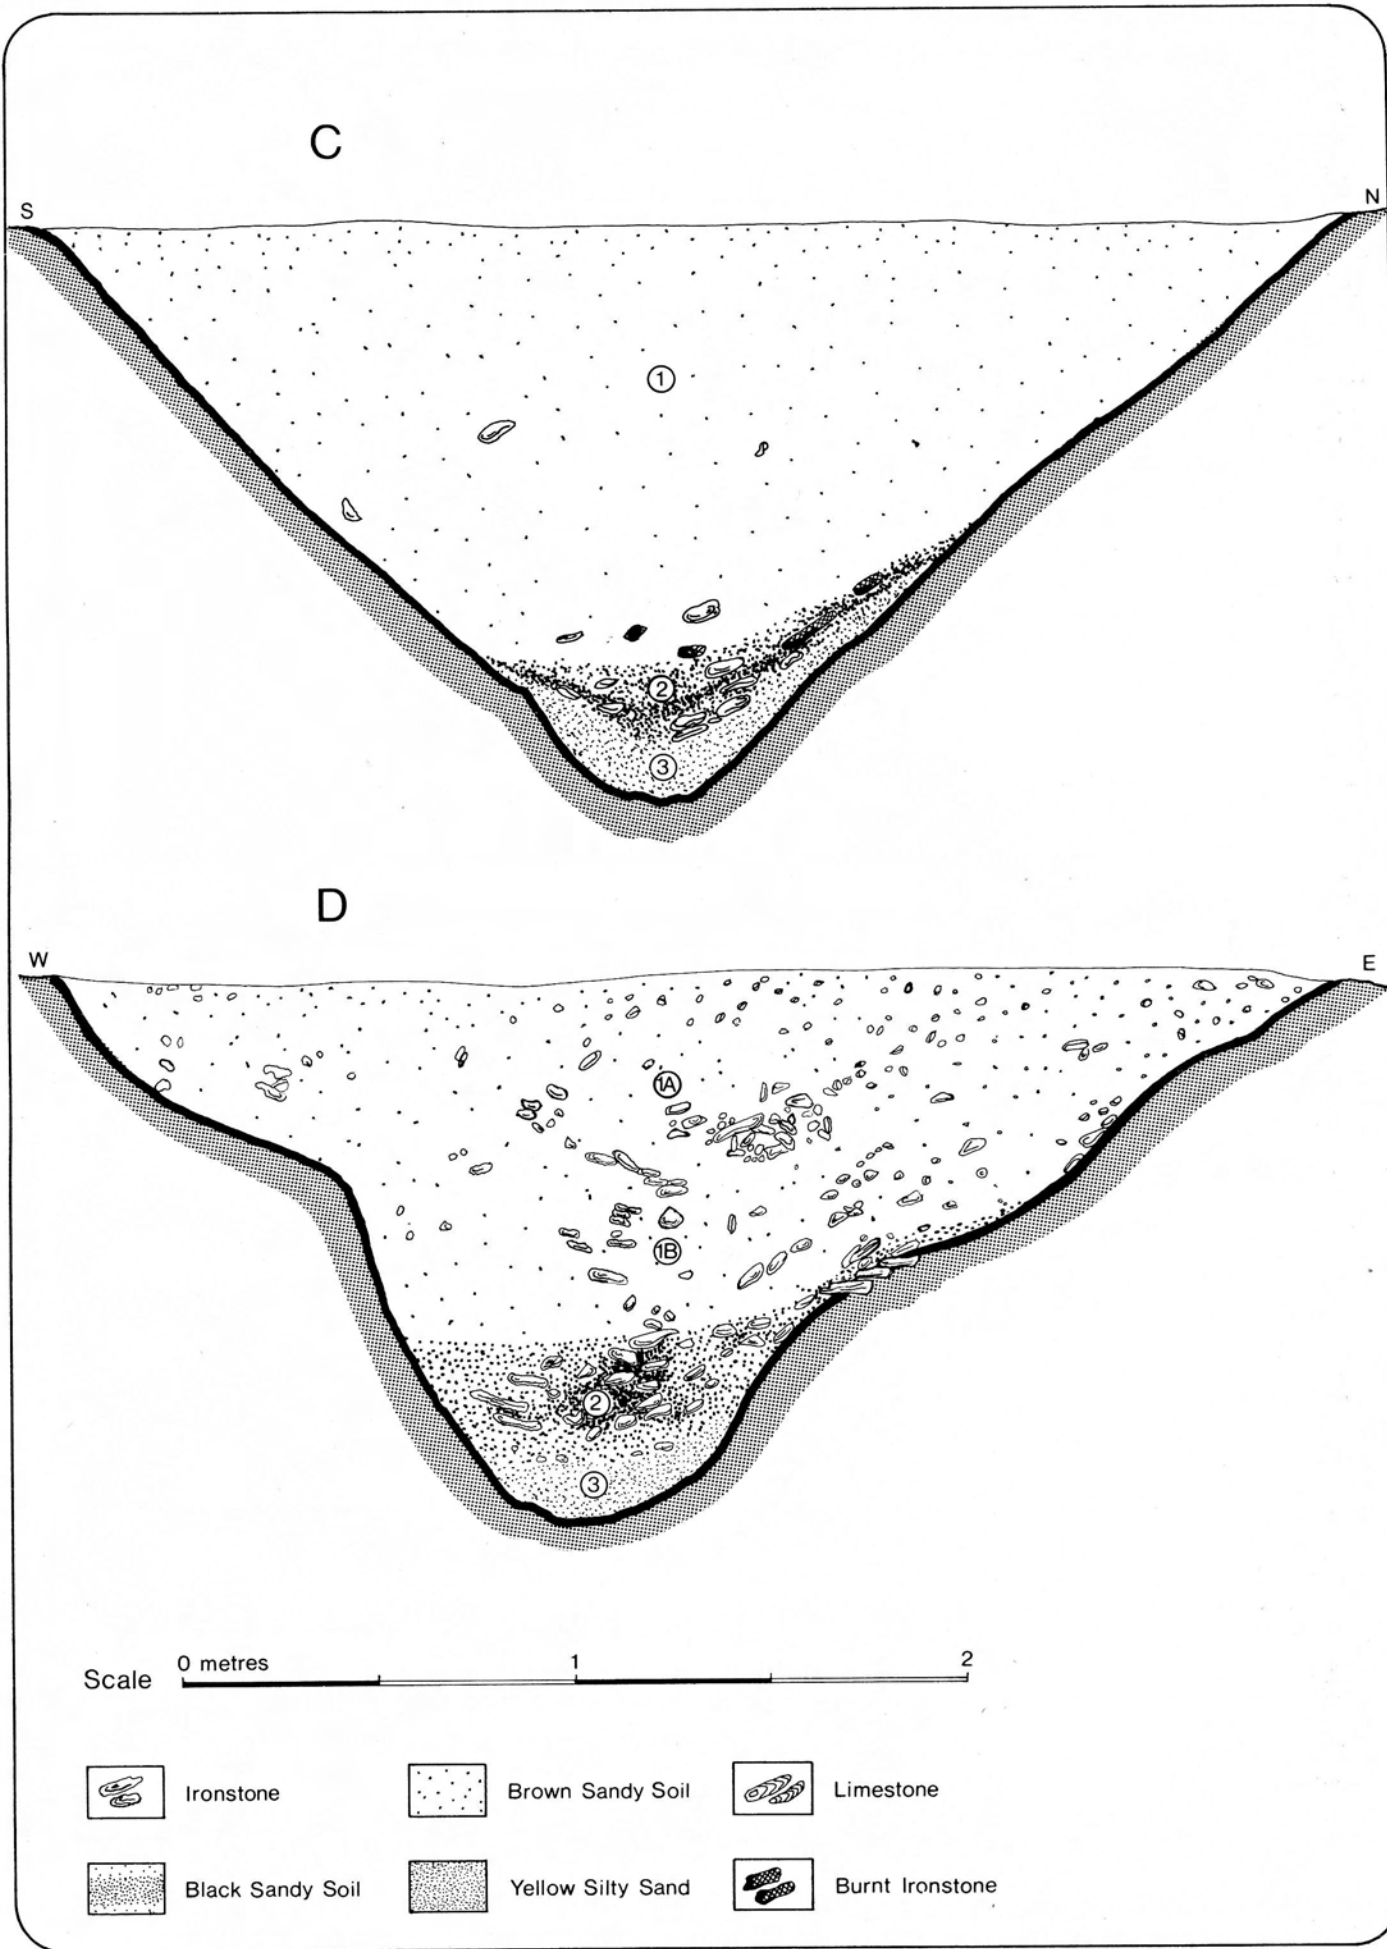 C
S N
1
2
3
D
W E
1A
1B
2
3
Scale 0 metres 1 2
Ironstone Brown Sandy Soil Limestone
Black Sandy Soil Yellow Silty Sand Burnt Ironstone